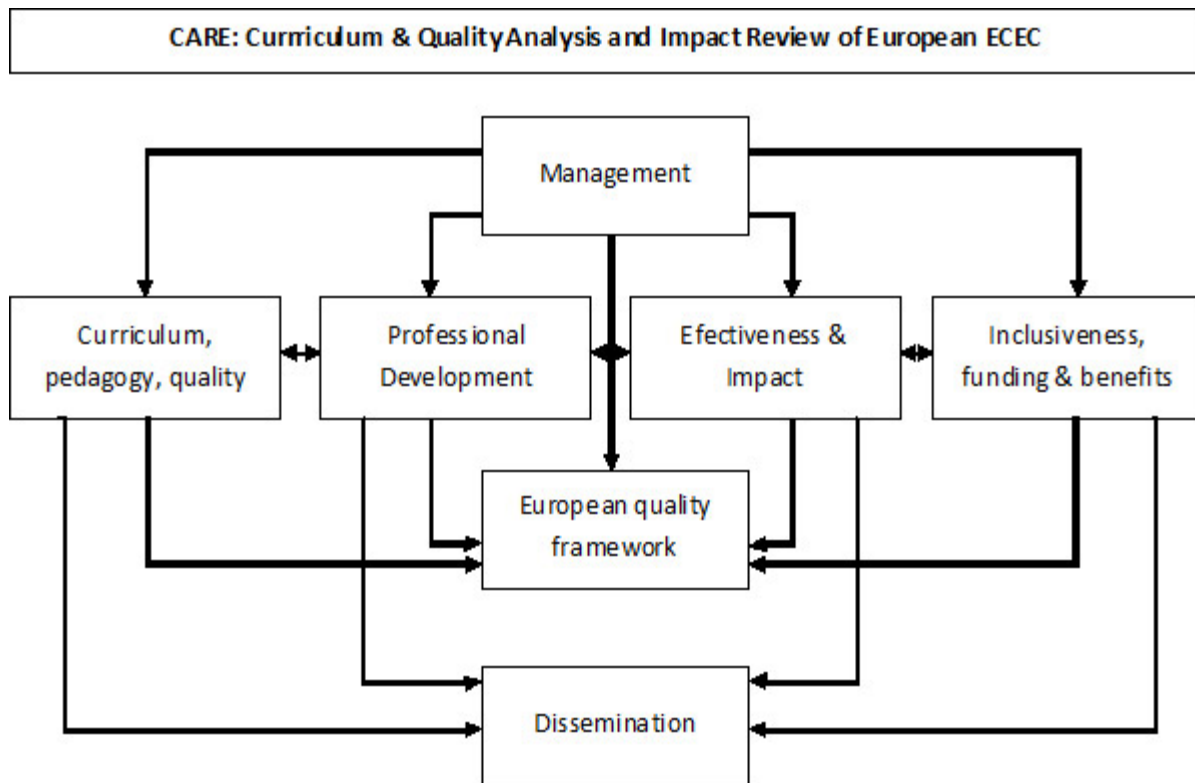 CARE: Currriculum & Quality Analysis and Impact Review of European ECEC
Management
Curriculum,
pedagogy, quality
Professional
Development
Efectiveness &
Impact
Inclusiveness,
funding & benefits
European quality
framework
Dissemination